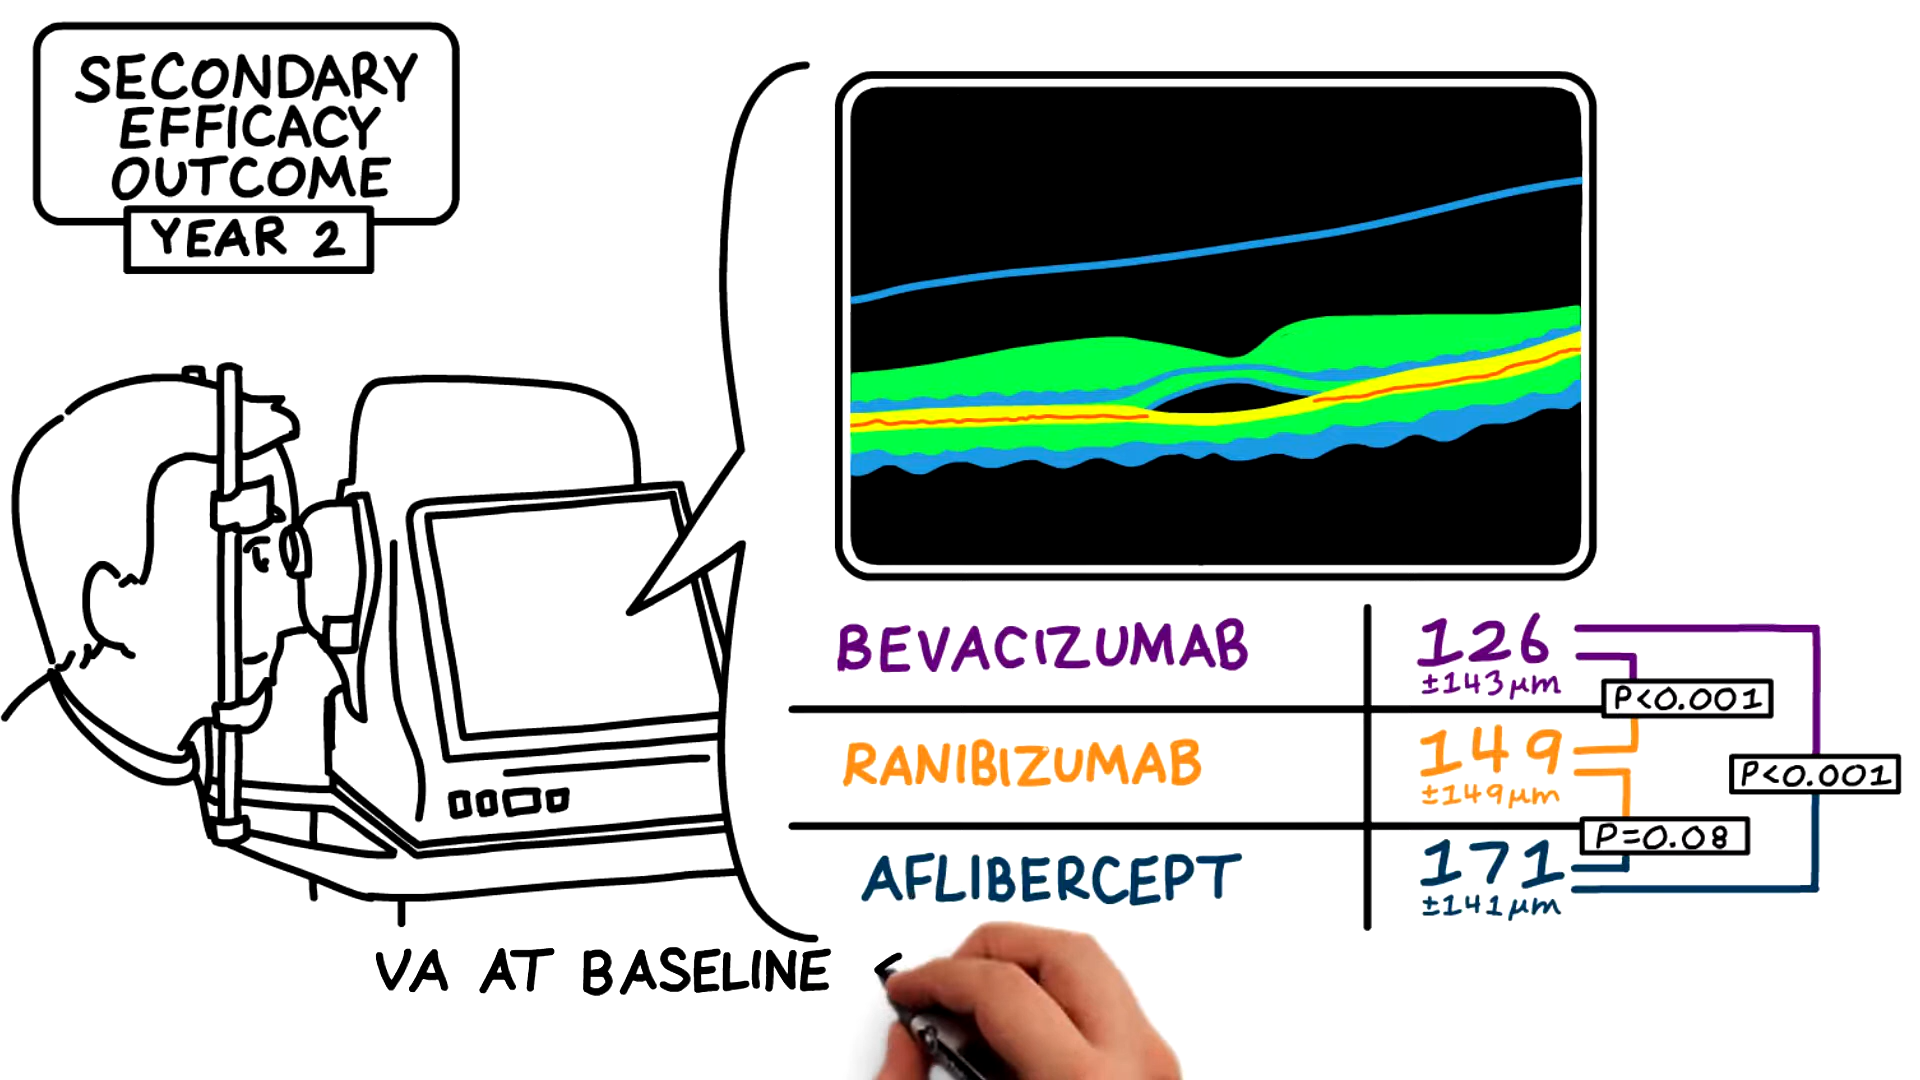 SECONDARY
EFFICACY
OUTCOME
YEAR 2
BEVACIZUMAB
126
±143µm
P<0.001
RANIBIZUMAB
149
±149µm
P<0.001
P=0.08
AFLIBERCEPT
171
±141µm
VA AT BASELINE <